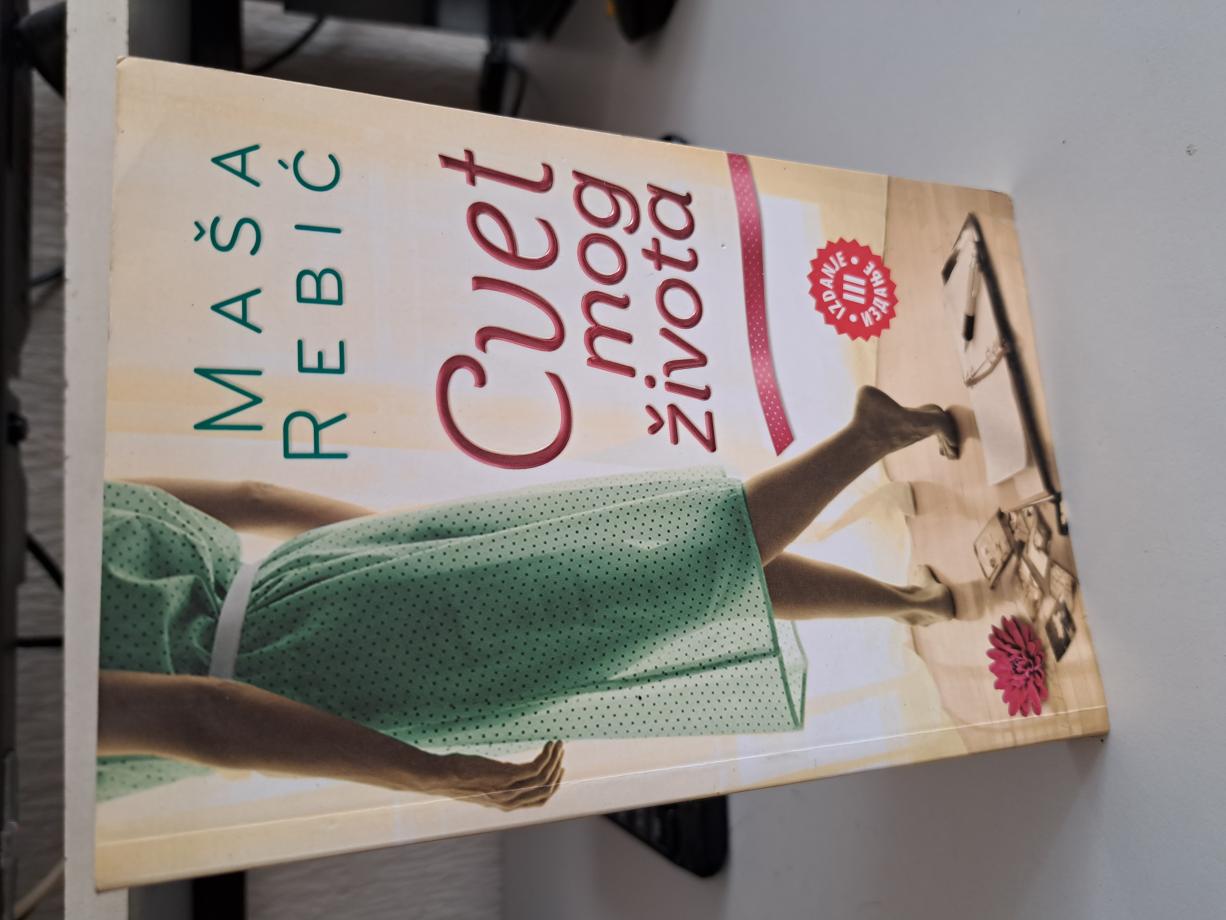 MAŠA
REBIĆ
Cvet
mog
života
IZDANJE
III
ИЗДАЊЕ